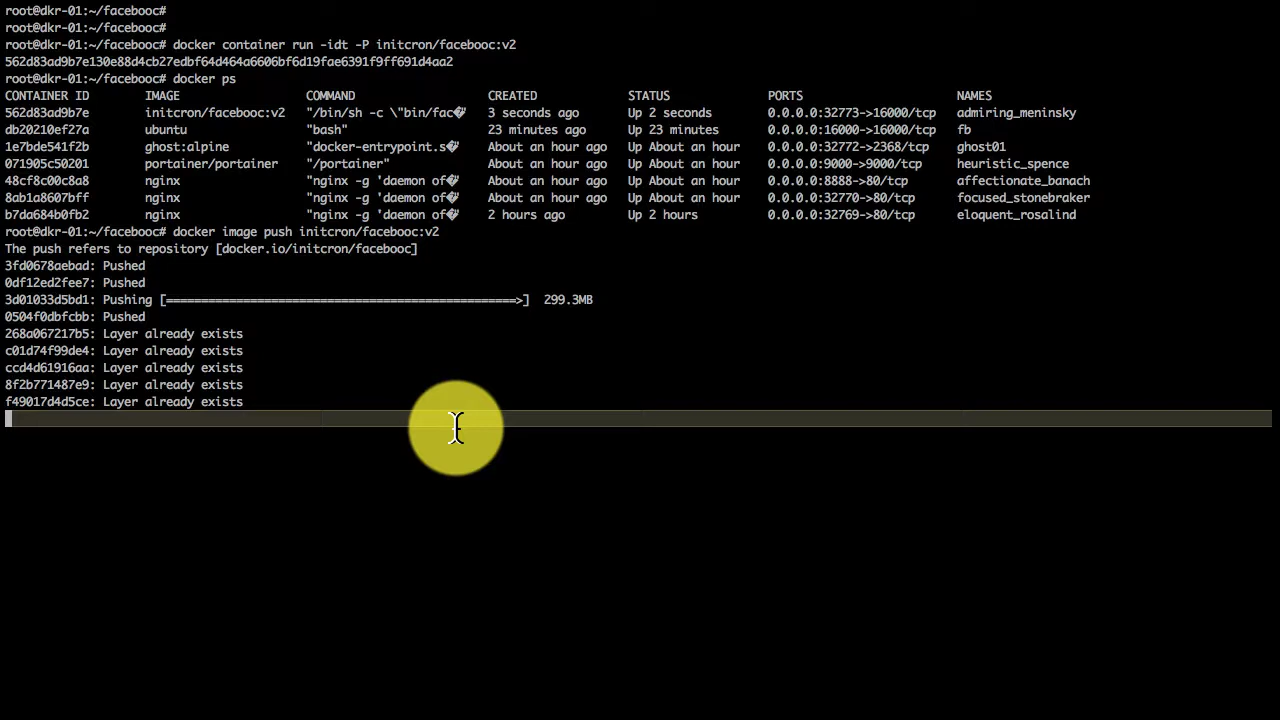 root@dkr-01:~/facebooc#
root@dkr-01:~/facebooc#
root@dkr-01:~/facebooc# docker container run -idt -P initcron/facebooc:v2
562d83ad9b7e130e88d4cb27edbf64d464a6606bf6d19fae6391f9ff691d4aa2
root@dkr-01:~/facebooc# docker ps
CONTAINER ID IMAGE COMMAND CREATED STATUS PORTS NAMES
562d83ad9b7e initcron/facebooc:v2 "/bin/sh -c \"bin/fac�" 3 seconds ago Up 2 seconds 0.0.0.0:32773->16000/tcp admiring_meninsky
db20210ef27a ubuntu "bash" 23 minutes ago Up 23 minutes 0.0.0.0:16000->16000/tcp fb
1e7bde541f2b ghost:alpine "docker-entrypoint.s�" About an hour ago Up About an hour 0.0.0.0:32772->2368/tcp ghost01
071905c50201 portainer/portainer "/portainer" About an hour ago Up About an hour 0.0.0.0:9000->9000/tcp heuristic_spence
48cf8c00c8a8 nginx "nginx -g 'daemon of�" About an hour ago Up About an hour 0.0.0.0:8888->80/tcp affectionate_banach
8ab1a8607bff nginx "nginx -g 'daemon of�" About an hour ago Up About an hour 0.0.0.0:32770->80/tcp focused_stonebraker
b7da684b0fb2 nginx "nginx -g 'daemon of�" 2 hours ago Up 2 hours 0.0.0.0:32769->80/tcp eloquent_rosalind
root@dkr-01:~/facebooc# docker image push initcron/facebooc:v2
The push refers to repository [docker.io/initcron/facebooc]
3fd0678aebad: Pushed
0df12ed2fee7: Pushed
3d01033d5bd1: Pushing [==================================================>] 299.3MB
0504f0dbfcbb: Pushed
268a067217b5: Layer already exists
c01d74f99de4: Layer already exists
ccd4d61916aa: Layer already exists
8f2b771487e9: Layer already exists
f49017d4d5ce: Layer already exists